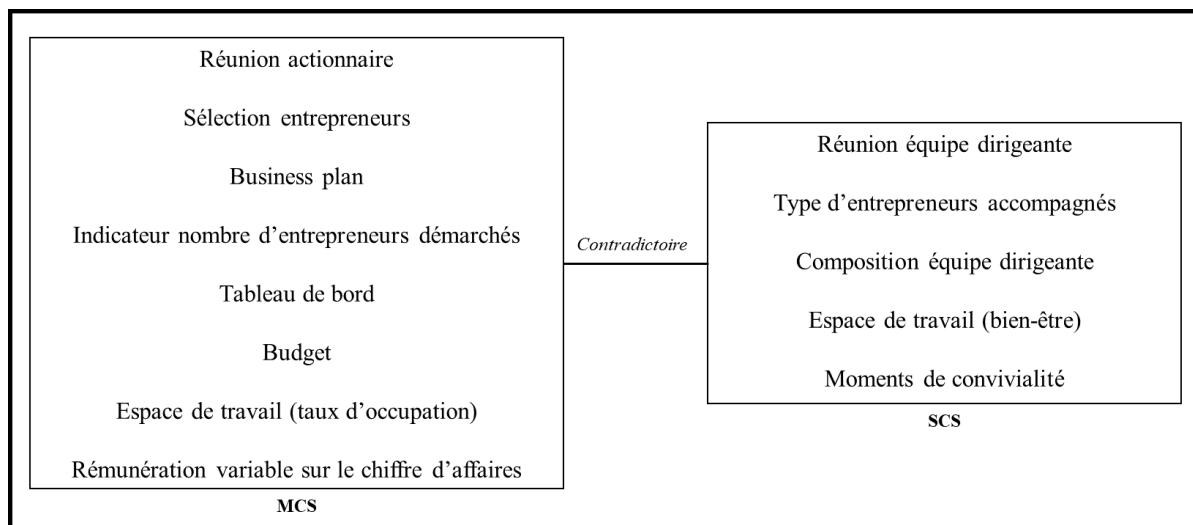 Réunion actionnaire
Sélection entrepreneurs
Business plan
Indicateur nombre d’entrepreneurs démarchés
Tableau de bord
Budget
Espace de travail (taux d’occupation)
Rémunération variable sur le chiffre d’affaires
MCS
Contradictoire
Réunion équipe dirigeante
Type d’entrepreneurs accompagnés
Composition équipe dirigeante
Espace de travail (bien-être)
Moments de convivialité
SCS